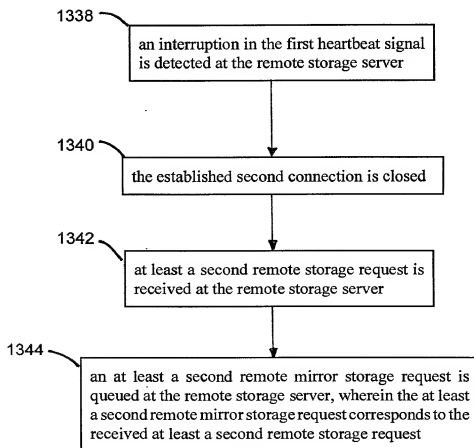 1338
an interruption in the first heartbeat signal
is detected at the remote storage server
1340
the established second connection is closed
1342
at least a second remote storage request is
received at the remote storage server
1344
an at least a second remote mirror storage request is
queued at the remote storage server, wherein the at least
a second remote mirror storage request corresponds to the
received at least a second remote storage request